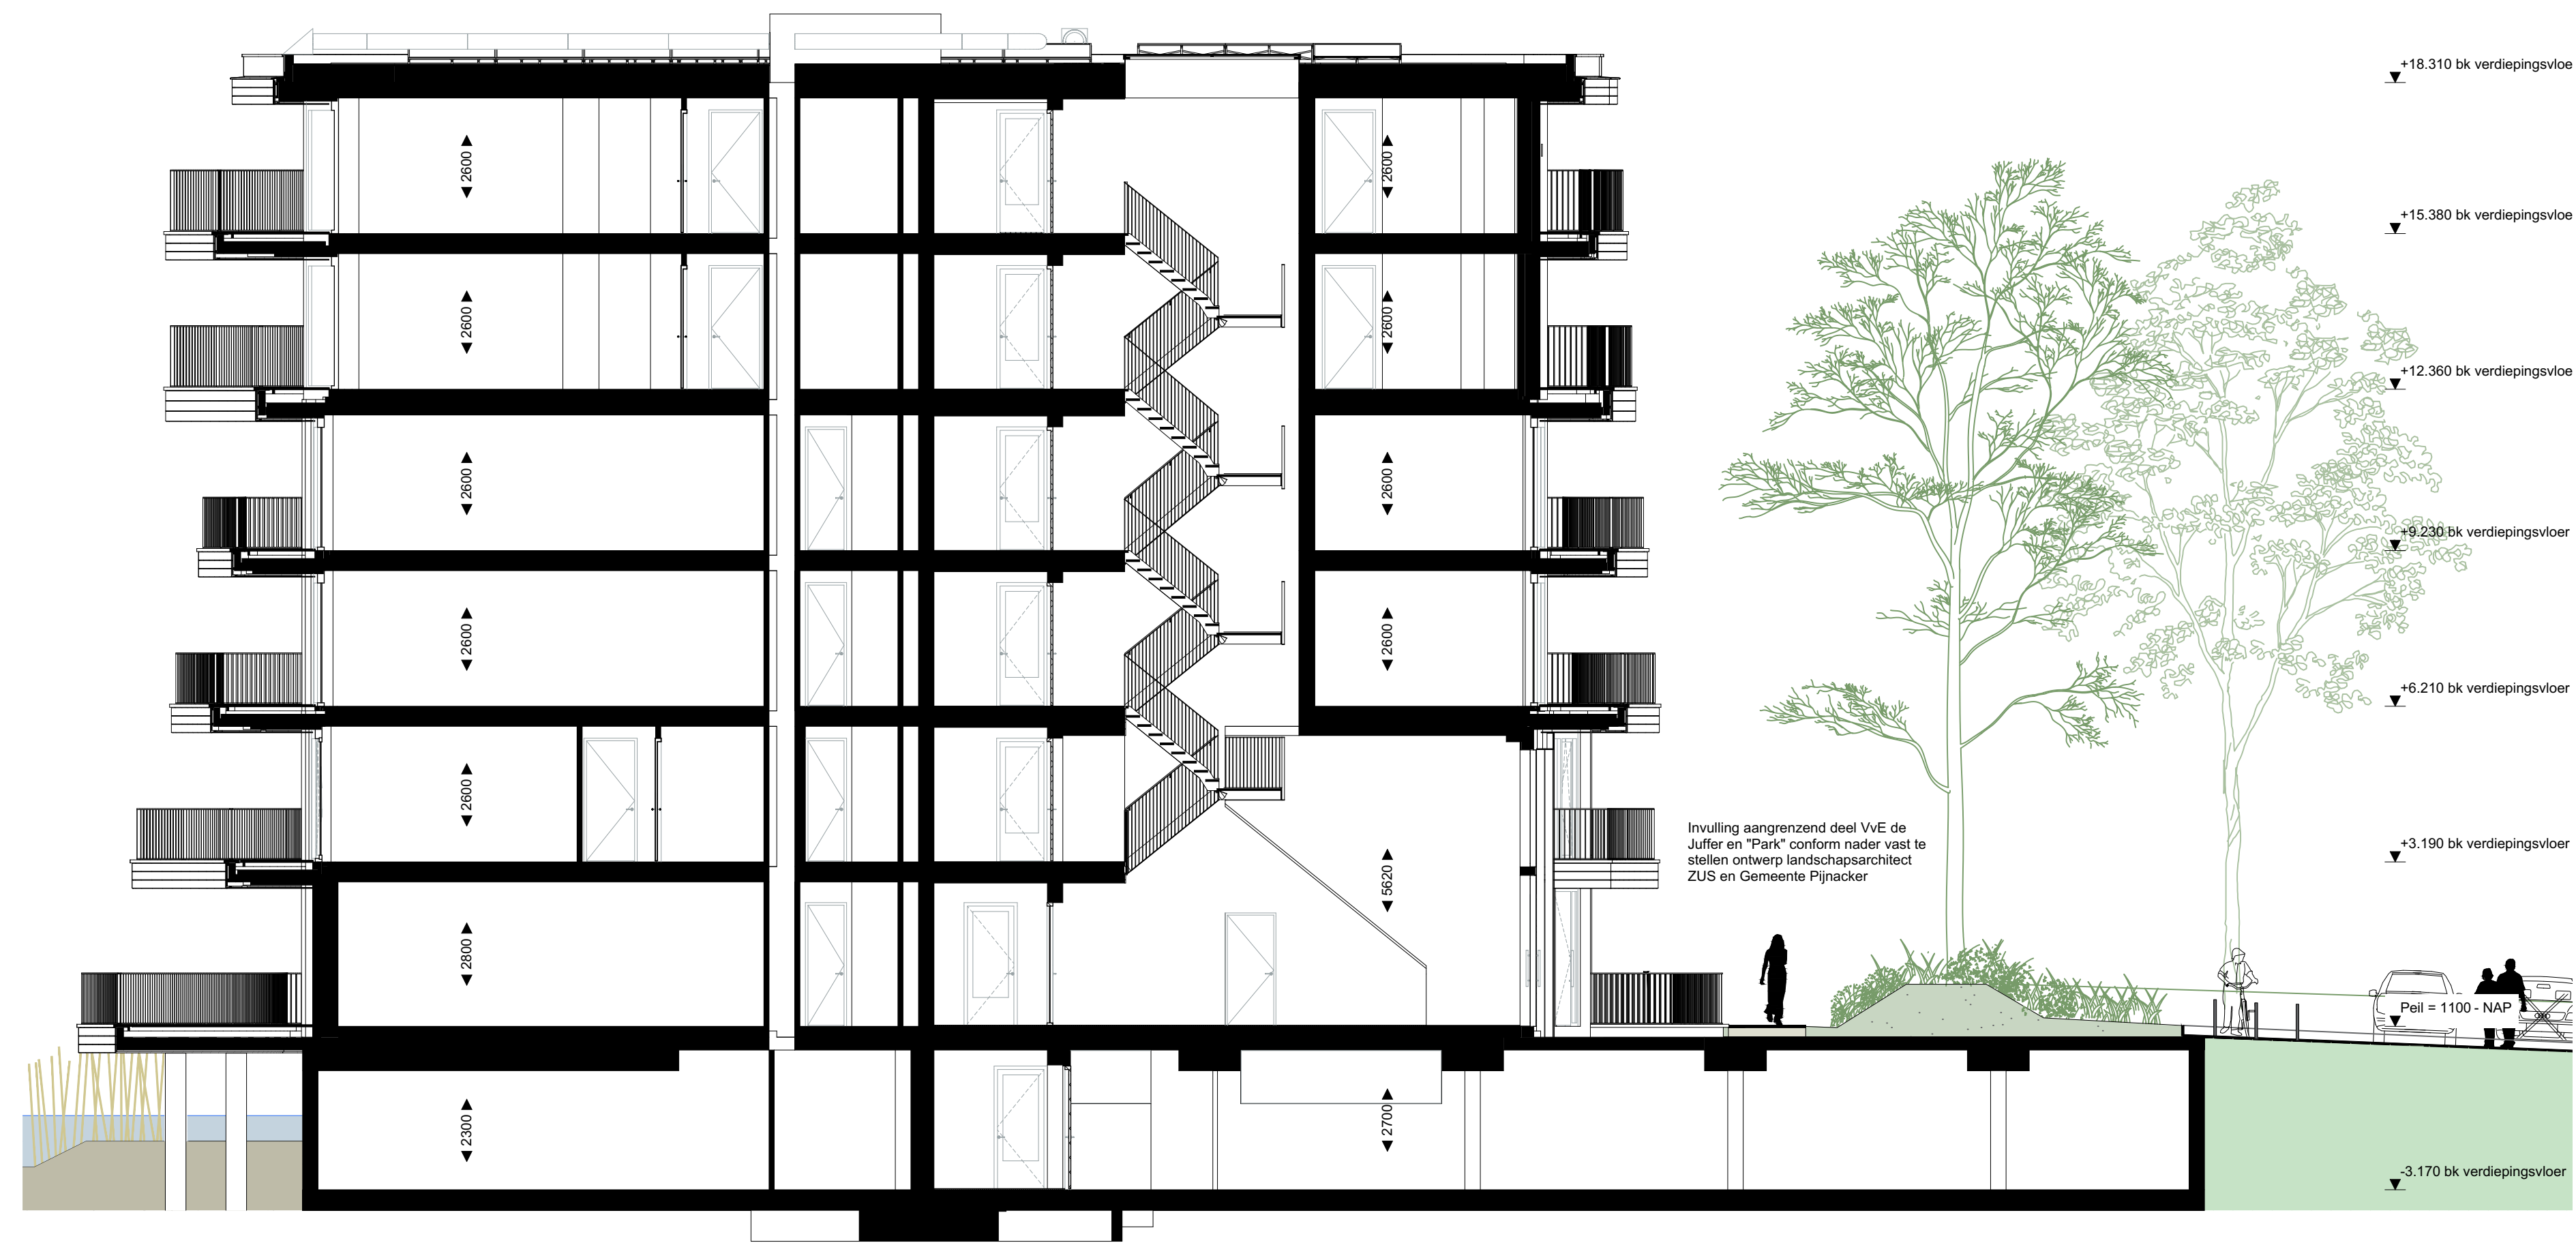 +18.310 bk verdiepingsvloe
2600
2600
+15.380 bk verdiepingsvloe
2600
2600
+12.360 bk verdiepingsvloe
2600
2600
+9.230 bk verdiepingsvloer
2600
2600
+6.210 bk verdiepingsvloer
2600
Invulling aangrenzend deel VvE de
Juffer en "Park" conform nader vast te
stellen ontwerp landschapsarchitect
ZUS en Gemeente Pijnacker
+3.190 bk verdiepingsvloer
5620
2800
Peil = 1100 - NAP
2300
2700
-3.170 bk verdiepingsvloer